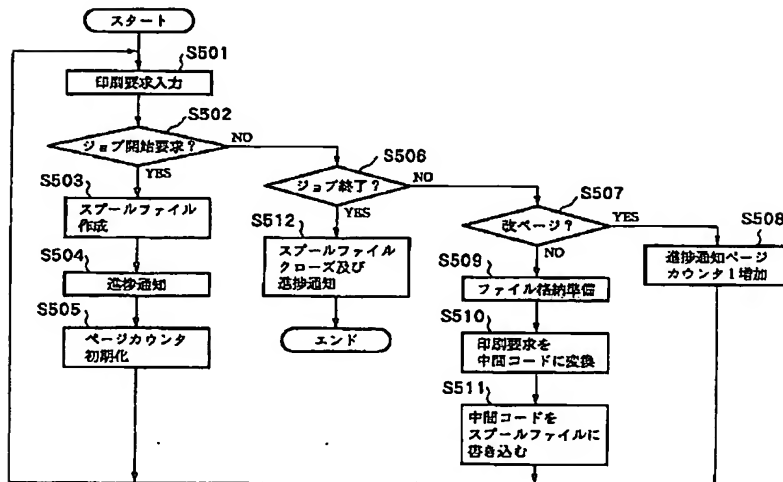 スタート
S501
印刷要求入力
S502
ジョブ開始要求?
NO
YES
S503
スプールファイル
作成
S504
進捗通知
S505
ページカウンタ
初期化
S506
ジョブ終了?
NO
YES
S512
スプールファイル
クローズ及び
進捗通知
エンド
S507
改ページ?
YES
NO
S508
進捗通知ページ
カウンタ1増加
S509
ファイル格納準備
S510
印刷要求を
中間コードに変換
S511
中間コードを
スプールファイルに
書き込む